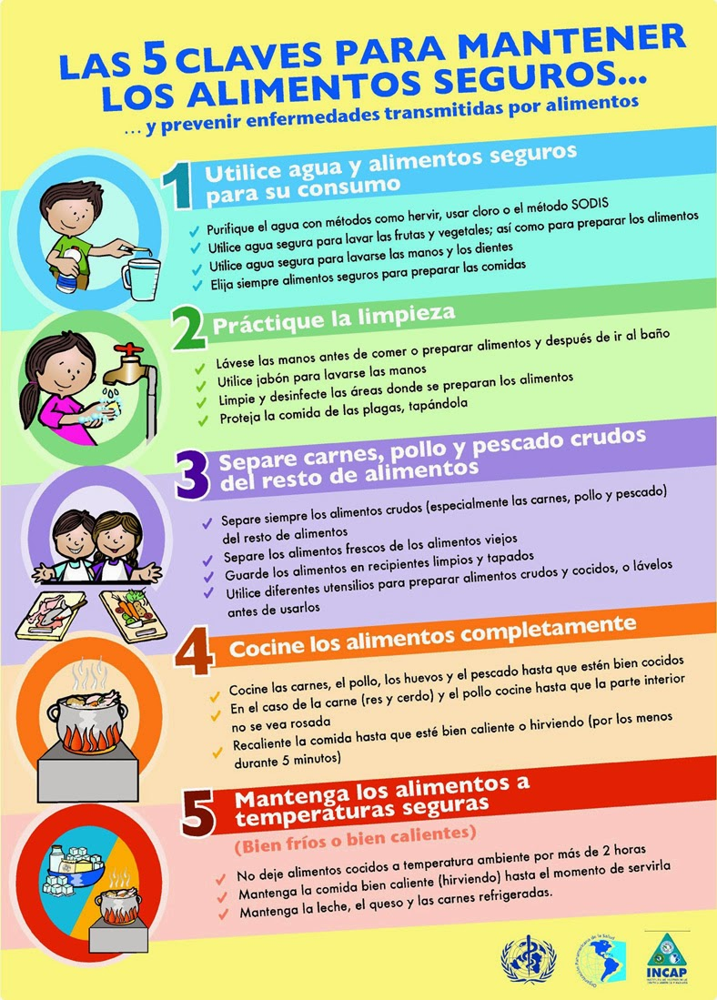 LAS 5 CLAVES PARA MANTENER
LOS ALIMENTOS SEGUROS...
... y prevenir enfermedades transmitidas por alimentos
1 Utilice agua y alimentos seguros
para su consumo
Purifique el agua con métodos como hervir, usar cloro o el método SODIS
Utilice agua segura para lavar las frutas y vegetales; así como para preparar los alimentos
Utilice agua segura para lavarse las manos y los dientes
Elija siempre alimentos seguros para preparar las comidas
2 Práctique la limpieza
Lávese las manos antes de comer o preparar alimentos y después de ir al baño
Utilice jabón para lavarse las manos
Limpie y desinfecte las áreas donde se preparan los alimentos
Proteja la comida de las plagas, tapándola
3 Separe carnes, pollo y pescado crudos
del resto de alimentos
Separe siempre los alimentos crudos (especialmente las carnes, pollo y pescado)
del resto de alimentos
Separe los alimentos frescos de los alimentos viejos
Guarde los alimentos en recipientes limpios y tapados
Utilice diferentes utensilios para preparar alimentos crudos y cocidos, o lávelos
antes de usarlos
4 Cocine los alimentos completamente
Cocine las carnes, el pollo, los huevos y el pescado hasta que estén bien cocidos
En el caso de la carne (res y cerdo) y el pollo cocine hasta que la parte interior
no se vea rosada
Recaliente la comida hasta que esté bien caliente o hirviendo (por los menos
durante 5 minutos)
5 Mantenga los alimentos a
temperaturas seguras
(Bien fríos o bien calientes)
No deje alimentos cocidos a temperatura ambiente por más de 2 horas
Mantenga la comida bien caliente (hirviendo) hasta el momento de servirla
Mantenga la leche, el queso y las carnes refrigeradas.
Organización Panamericana de la Salud
INCAP